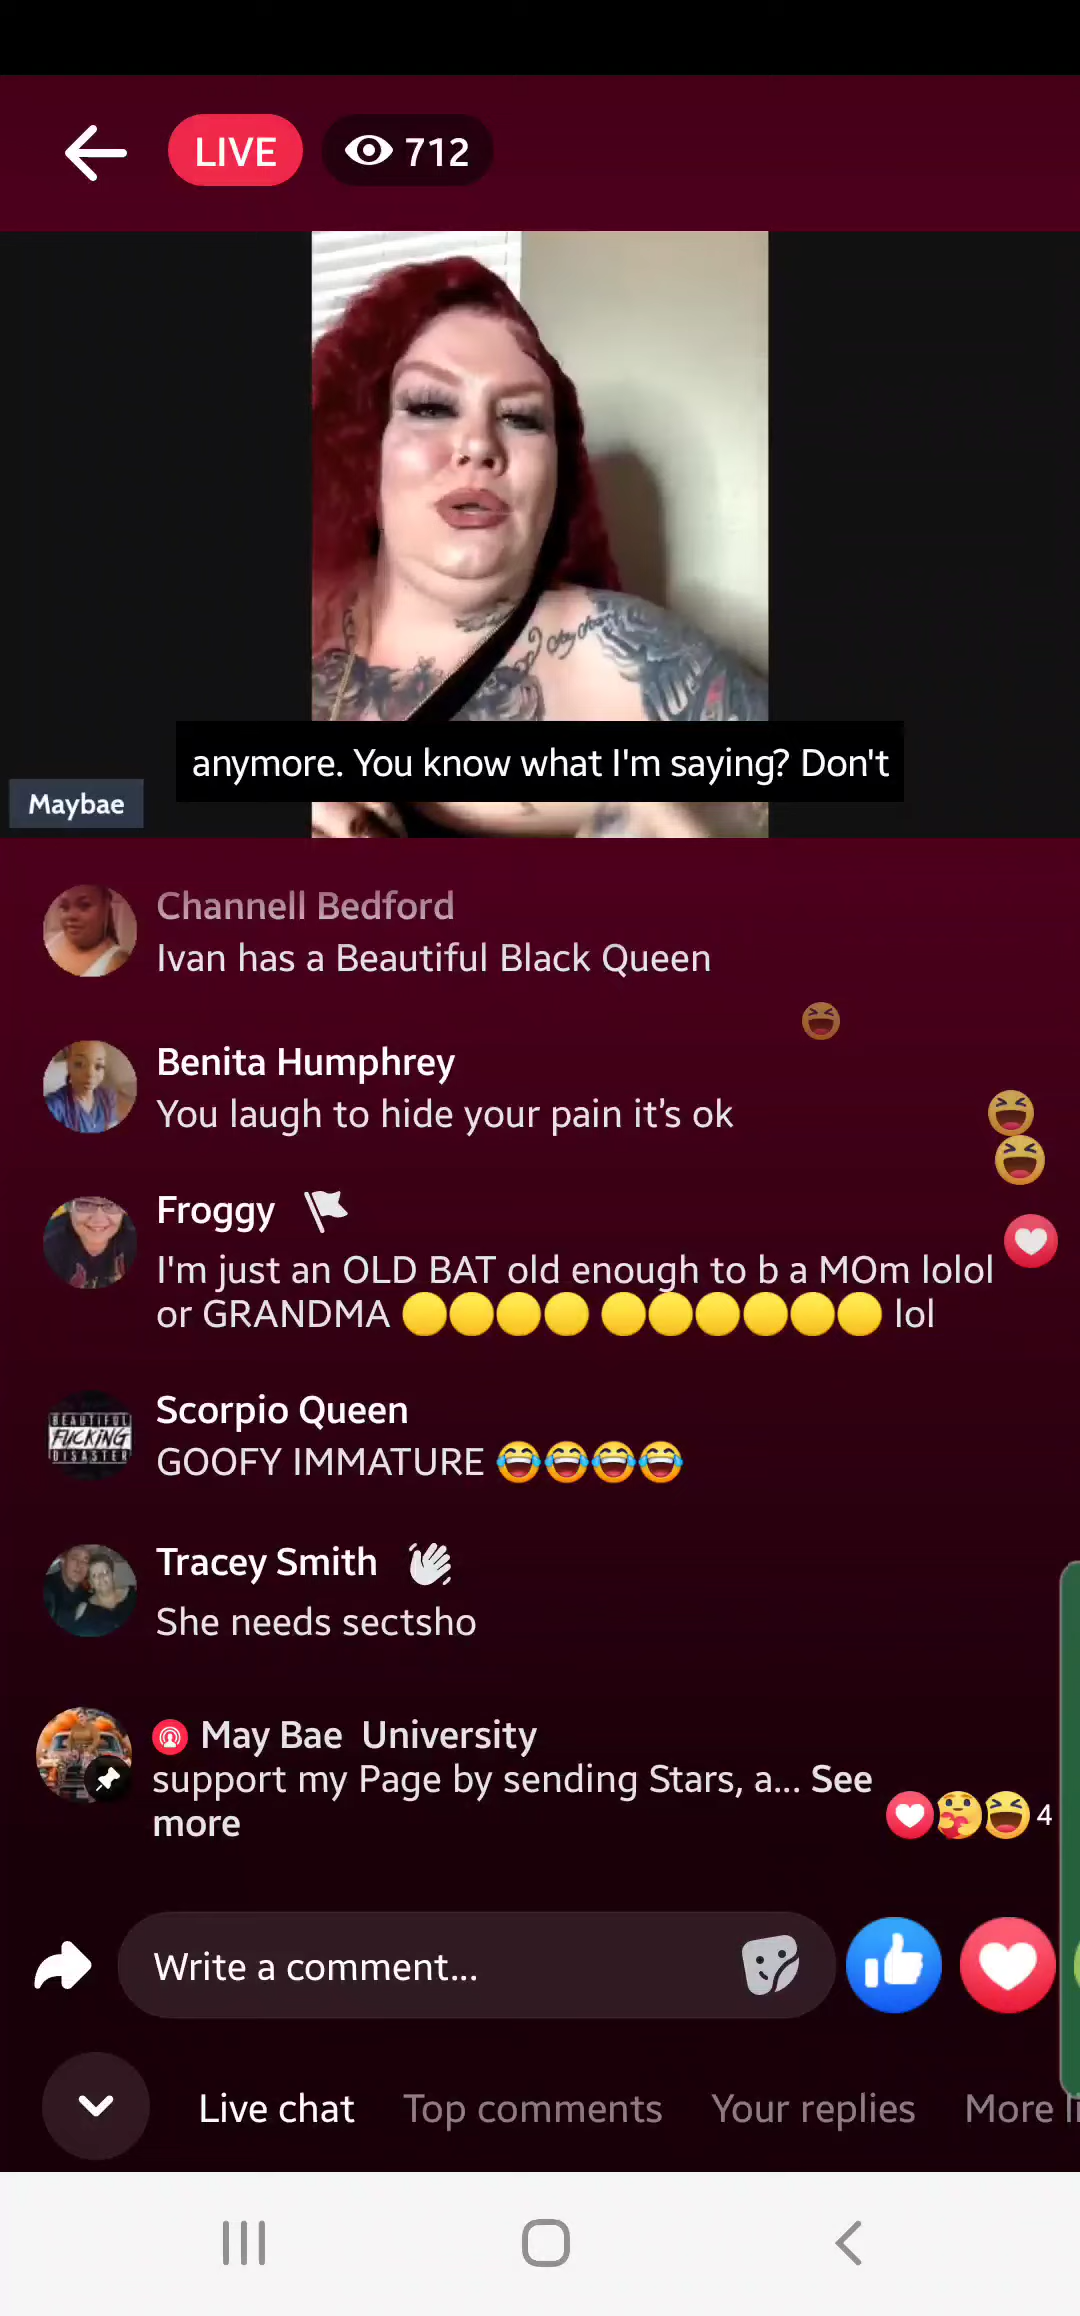 LIVE
712
anymore. You know what I'm saying? Don't
Maybae
Channell Bedford
Ivan has a Beautiful Black Queen
Benita Humphrey
You laugh to hide your pain it's ok
Froggy
I'm just an OLD BAT old enough to b a MOm lolol
or GRANDMA 🟡🟡🟡🟡 🟡🟡🟡🟡🟡🟡 lol
BEAUTIFUL
FUCKING
DISASTER
Scorpio Queen
GOOFY IMMATURE 😂😂😂😂
Tracey Smith
She needs sectsho
May Bae University
support my Page by sending Stars, a... See
more
4
Write a comment...
Live chat
Top comments
Your replies
More